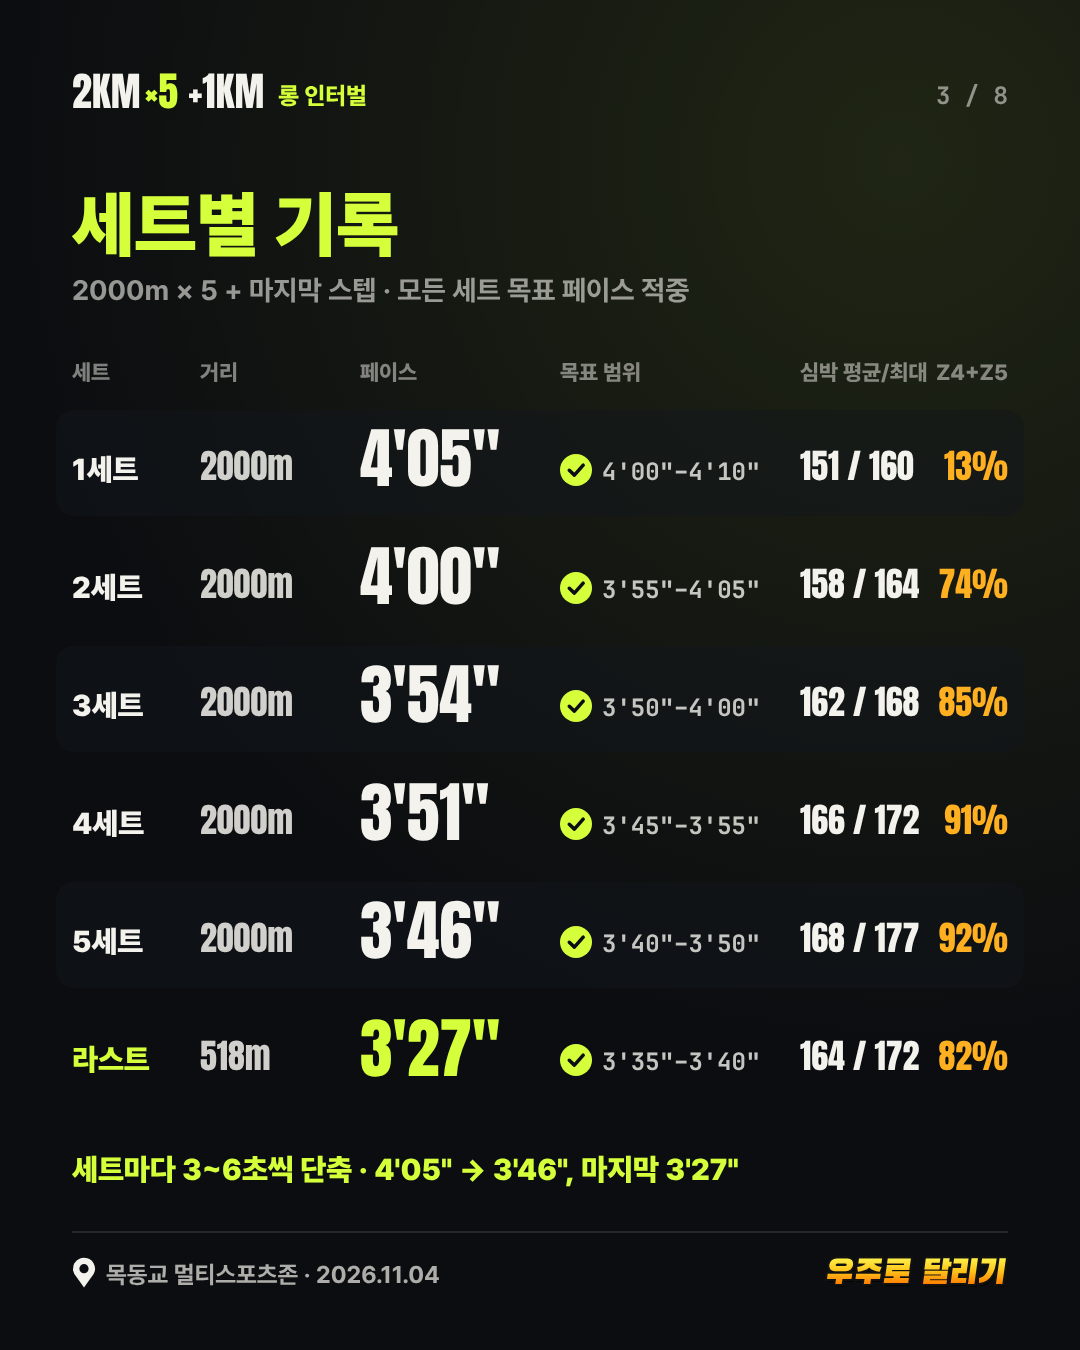 2KM ×5 +1KM 롱 인터벌 3 / 8
세트별 기록
2000m × 5 + 마지막 스텝 · 모든 세트 목표 페이스 적중
세트 거리 페이스 목표 범위 심박 평균/최대 Z4+Z5
1세트 2000m 4'05" 4'00"–4'10" 151 / 160 13%
2세트 2000m 4'00" 3'55"–4'05" 158 / 164 74%
3세트 2000m 3'54" 3'50"–4'00" 162 / 168 85%
4세트 2000m 3'51" 3'45"–3'55" 166 / 172 91%
5세트 2000m 3'46" 3'40"–3'50" 168 / 177 92%
라스트 518m 3'27" 3'35"–3'40" 164 / 172 82%
세트마다 3~6초씩 단축 · 4'05" → 3'46", 마지막 3'27"
목동교 멀티스포츠존 · 2026.11.04 우주로 달리기